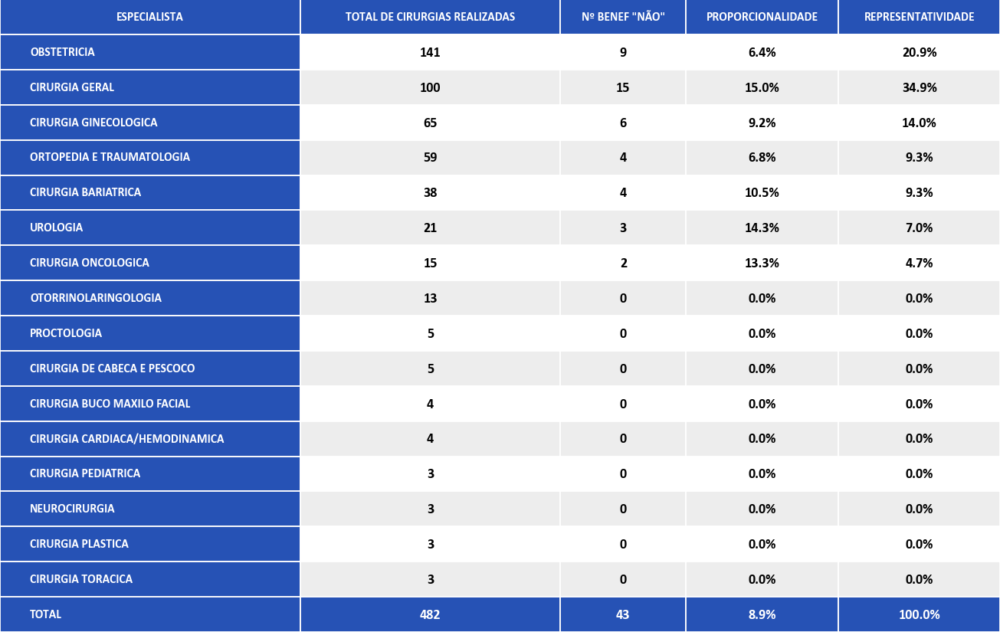 ESPECIALISTA TOTAL DE CIRURGIAS REALIZADAS Nº BENEF "NÃO" PROPORCIONALIDADE REPRESENTATIVIDADE
OBSTETRICIA 141 9 6.4% 20.9%
CIRURGIA GERAL 100 15 15.0% 34.9%
CIRURGIA GINECOLOGICA 65 6 9.2% 14.0%
ORTOPEDIA E TRAUMATOLOGIA 59 4 6.8% 9.3%
CIRURGIA BARIATRICA 38 4 10.5% 9.3%
UROLOGIA 21 3 14.3% 7.0%
CIRURGIA ONCOLOGICA 15 2 13.3% 4.7%
OTORRINOLARINGOLOGIA 13 0 0.0% 0.0%
PROCTOLOGIA 5 0 0.0% 0.0%
CIRURGIA DE CABECA E PESCOCO 5 0 0.0% 0.0%
CIRURGIA BUCO MAXILO FACIAL 4 0 0.0% 0.0%
CIRURGIA CARDIACA/HEMODINAMICA 4 0 0.0% 0.0%
CIRURGIA PEDIATRICA 3 0 0.0% 0.0%
NEUROCIRURGIA 3 0 0.0% 0.0%
CIRURGIA PLASTICA 3 0 0.0% 0.0%
CIRURGIA TORACICA 3 0 0.0% 0.0%
TOTAL 482 43 8.9% 100.0%